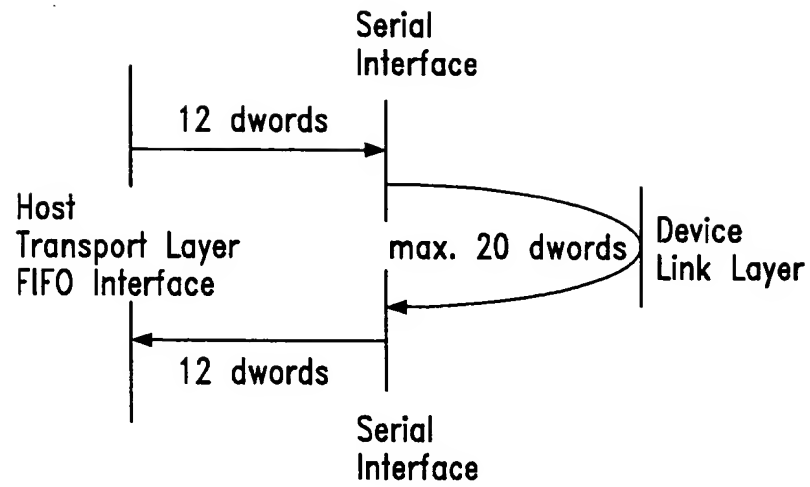 Serial
Interface
12 dwords
Host
Transport Layer
FIFO Interface
max. 20 dwords
Device
Link Layer
12 dwords
Serial
Interface